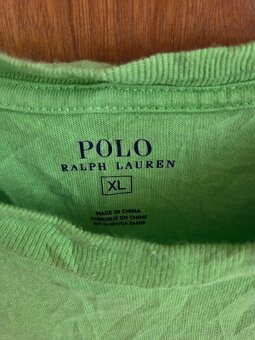 POLO
RALPH LAUREN
XL
MADE IN CHINA
FABRIQUÉ EN CHINE